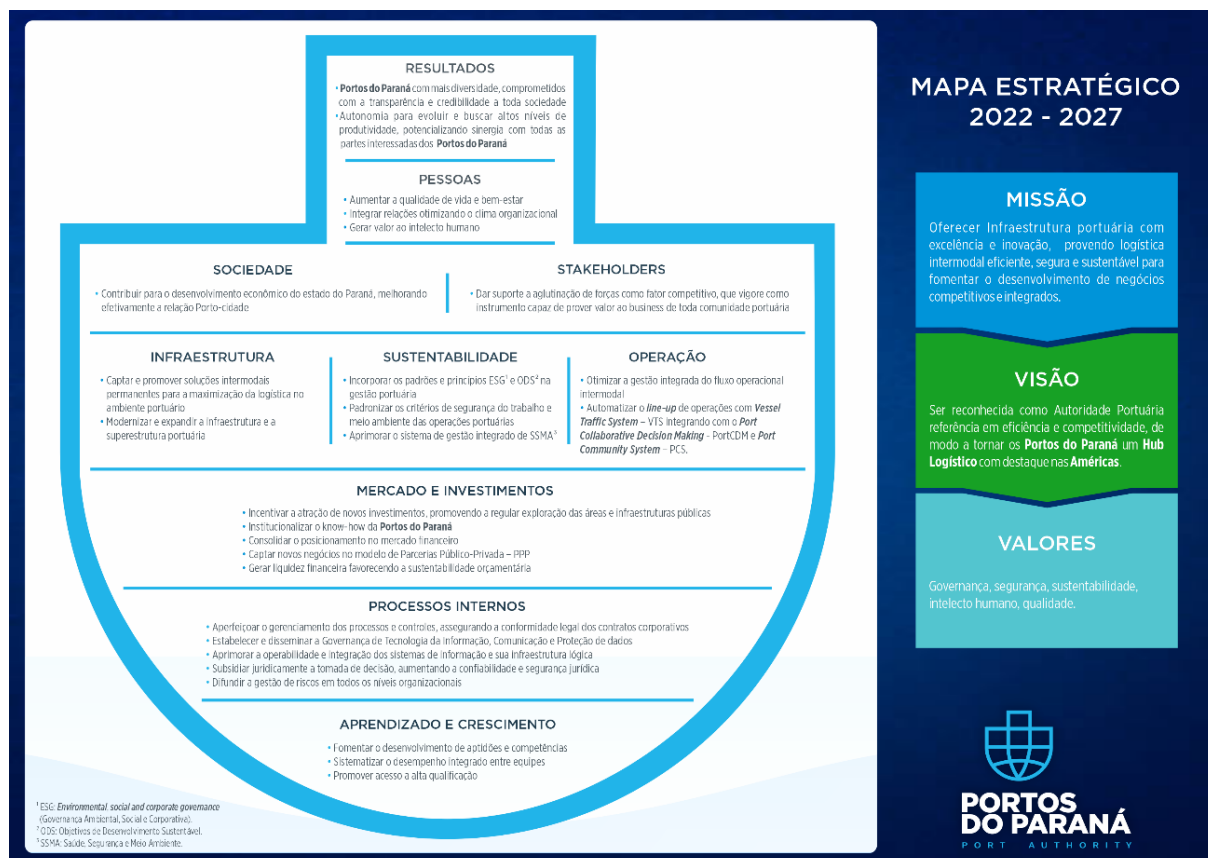 RESULTADOS
• Portos do Paraná com mais diversidade, comprometidos
com a transparência e credibilidade a toda sociedade
• Autonomia para evoluir e buscar altos níveis de
produtividade, potencializando sinergia com todas as
partes interessadas dos Portos do Paraná
PESSOAS
• Aumentar a qualidade de vida e bem-estar
• Integrar relações otimizando o clima organizacional
• Gerar valor ao intelecto humano
SOCIEDADE
• Contribuir para o desenvolvimento econômico do estado do Paraná, melhorando
efetivamente a relação Porto-cidade
STAKEHOLDERS
• Dar suporte a aglutinação de forças como fator competitivo, que vigore como
instrumento capaz de prover valor ao business de toda comunidade portuária
INFRAESTRUTURA
• Captar e promover soluções intermodais
permanentes para a maximização da logística no
ambiente portuário
• Modernizar e expandir a infraestrutura e a
superestrutura portuária
SUSTENTABILIDADE
• Incorporar os padrões e princípios ESG¹ e ODS² na
gestão portuária
• Padronizar os critérios de segurança do trabalho e
meio ambiente das operações portuárias
• Aprimorar o sistema de gestão integrado de SSMA³
OPERAÇÃO
• Otimizar a gestão integrada do fluxo operacional
intermodal
• Automatizar o line-up de operações com Vessel
Traffic System – VTS integrando com o Port
Collaborative Decision Making - PortCDM e Port
Community System – PCS.
MERCADO E INVESTIMENTOS
• Incentivar a atração de novos investimentos, promovendo a regular exploração das áreas e infraestruturas públicas
• Institucionalizar o know-how da Portos do Paraná
• Consolidar o posicionamento no mercado financeiro
• Captar novos negócios no modelo de Parcerias Público-Privada – PPP
• Gerar liquidez financeira favorecendo a sustentabilidade orçamentária
PROCESSOS INTERNOS
• Aperfeiçoar o gerenciamento dos processos e controles, assegurando a conformidade legal dos contratos corporativos
• Estabelecer e disseminar a Governança de Tecnologia da Informação, Comunicação e Proteção de dados
• Aprimorar a operabilidade e integração dos sistemas de informação e sua infraestrutura lógica
• Subsidiar juridicamente a tomada de decisão, aumentando a confiabilidade e segurança jurídica
• Difundir a gestão de riscos em todos os níveis organizacionais
APRENDIZADO E CRESCIMENTO
• Fomentar o desenvolvimento de aptidões e competências
• Sistematizar o desempenho integrado entre equipes
• Promover acesso a alta qualificação
¹ ESG: Environmental, social and corporate governance
(Governança Ambiental, Social e Corporativa).
² ODS: Objetivos de Desenvolvimento Sustentável.
³ SSMA: Saúde, Segurança e Meio Ambiente.
MAPA ESTRATÉGICO
2022 - 2027
MISSÃO
Oferecer Infraestrutura portuária com
excelência e inovação, provendo logística
intermodal eficiente, segura e sustentável para
fomentar o desenvolvimento de negócios
competitivos e integrados.
VISÃO
Ser reconhecida como Autoridade Portuária
referência em eficiência e competitividade, de
modo a tornar os Portos do Paraná um Hub
Logístico com destaque nas Américas.
VALORES
Governança, segurança, sustentabilidade,
intelecto humano, qualidade.
PORTOS
DO PARANÁ
PORT AUTHORITY